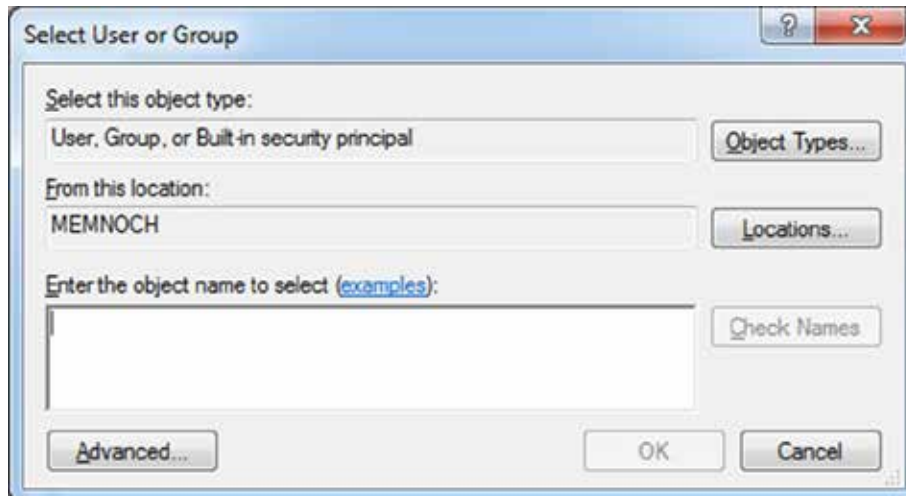 Select User or Group
Select this object type:
User, Group, or Built-in security principal
Object Types...
From this location:
MEMNOCH
Locations...
Enter the object name to select (examples):
Check Names
Advanced...
OK
Cancel